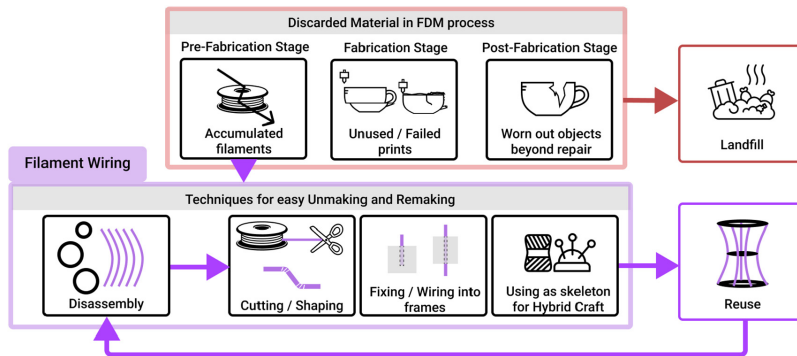 Discarded Material in FDM process
Pre-Fabrication Stage
Fabrication Stage
Post-Fabrication Stage
Accumulated
filaments
Unused / Failed
prints
Worn out objects
beyond repair
Landfill
Filament Wiring
Techniques for easy Unmaking and Remaking
Disassembly
Cutting / Shaping
Fixing / Wiring into
frames
Using as skeleton
for Hybrid Craft
Reuse